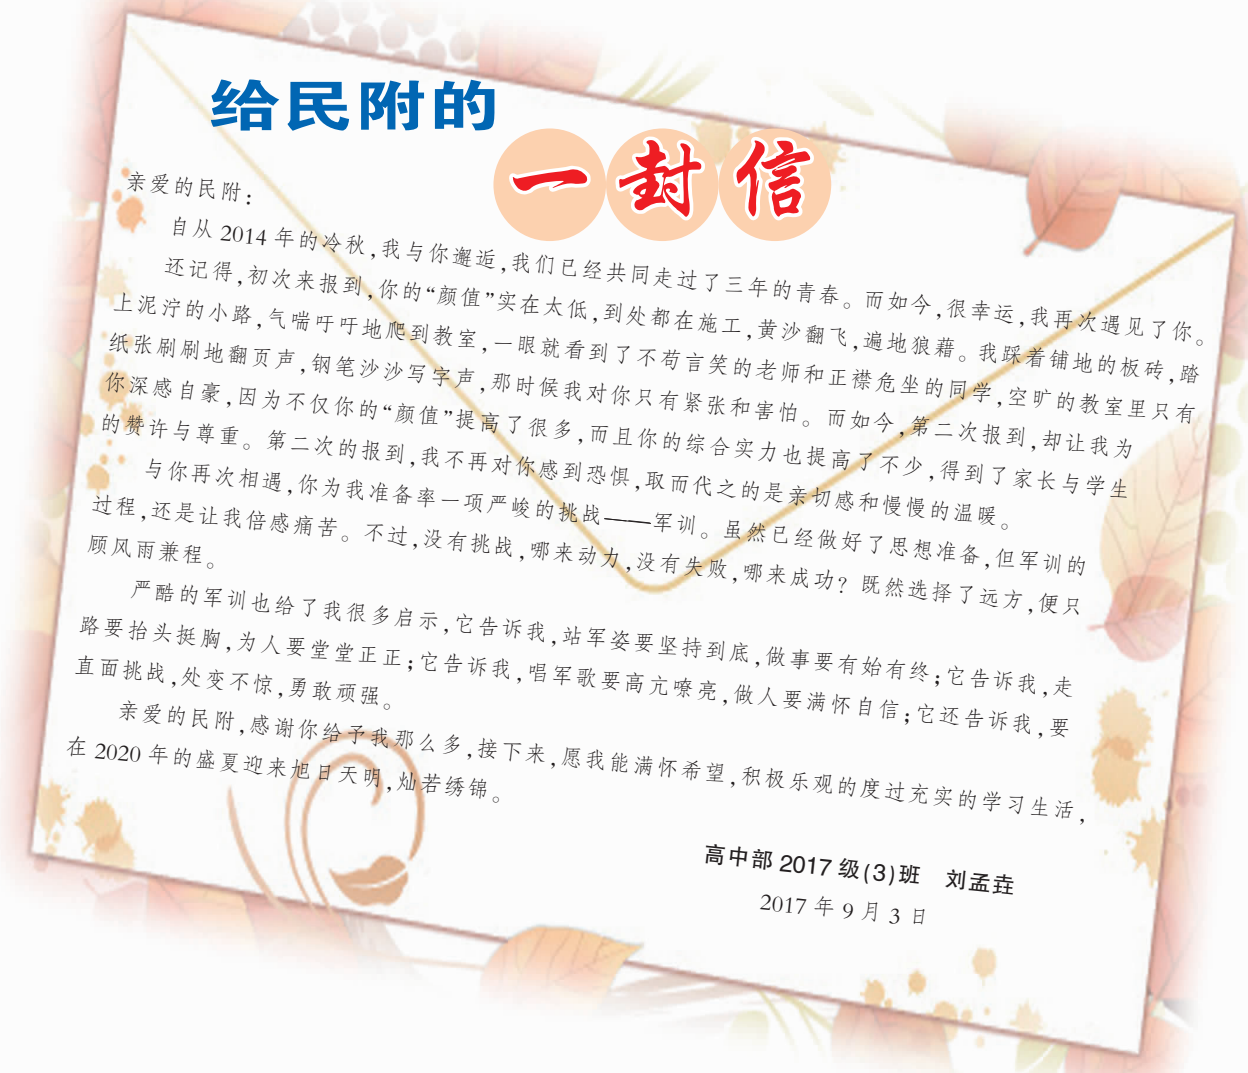 给民附的
一封信
亲爱的民附:
自从 2014 年的冷秋,我与你邂逅,我们已经共同走过了三年的青春。而如今,很幸运,我再次遇见了你。
还记得,初次来报到,你的“颜值”实在太低,到处都在施工,黄沙翻飞,遍地狼藉。我踩着铺地的板砖,踏
上泥泞的小路,气喘吁吁地爬到教室,一眼就看到了不苟言笑的老师和正襟危坐的同学,空旷的教室里只有
纸张刷刷地翻页声,钢笔沙沙写字声,那时候我对你只有紧张和害怕。而如今,第二次报到,却让我为
你深感自豪,因为不仅你的“颜值”提高了很多,而且你的综合实力也提高了不少,得到了家长与学生
的赞许与尊重。第二次的报到,我不再对你感到恐惧,取而代之的是亲切感和慢慢的温暖。
与你再次相遇,你为我准备率一项严峻的挑战——军训。虽然已经做好了思想准备,但军训的
过程,还是让我倍感痛苦。不过,没有挑战,哪来动力,没有失败,哪来成功？既然选择了远方,便只
顾风雨兼程。
严酷的军训也给了我很多启示,它告诉我,站军姿要坚持到底,做事要有始有终;它告诉我,走
路要抬头挺胸,为人要堂堂正正;它告诉我,唱军歌要高亢嘹亮,做人要满怀自信;它还告诉我,要
直面挑战,处变不惊,勇敢顽强。
亲爱的民附,感谢你给予我那么多,接下来,愿我能满怀希望,积极乐观的度过充实的学习生活,
在 2020 年的盛夏迎来旭日天明,灿若绣锦。
高中部 2017 级(3)班 刘孟垚
2017 年 9 月 3 日